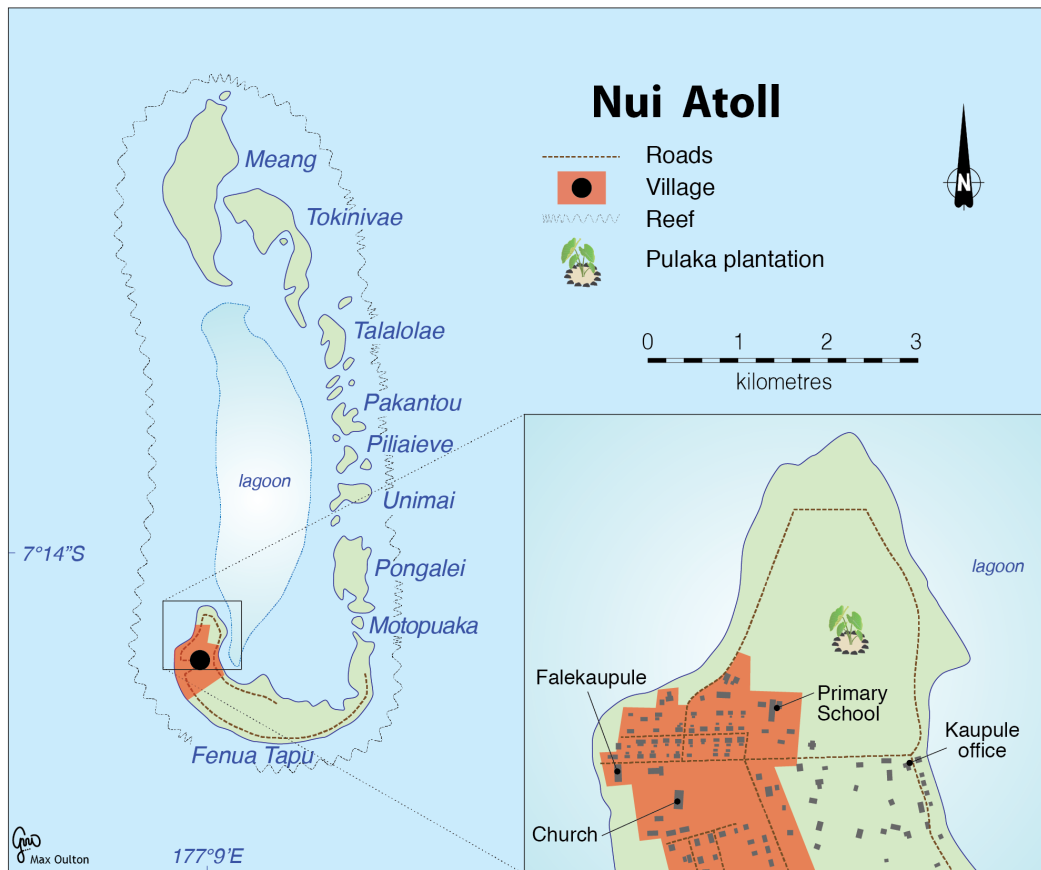 Nui Atoll
Roads
Village
Reef
Pulaka plantation
N
0 1 2 3
kilometres
Meang
Tokinivae
Talalolae
Pakantou
Piliaieve
lagoon
Unimai
7°14"S
Pongalei
Motopuaka
Fenua Tapu
177°9'E
Max Oulton
lagoon
Falekaupule
Primary
School
Kaupule
office
Church